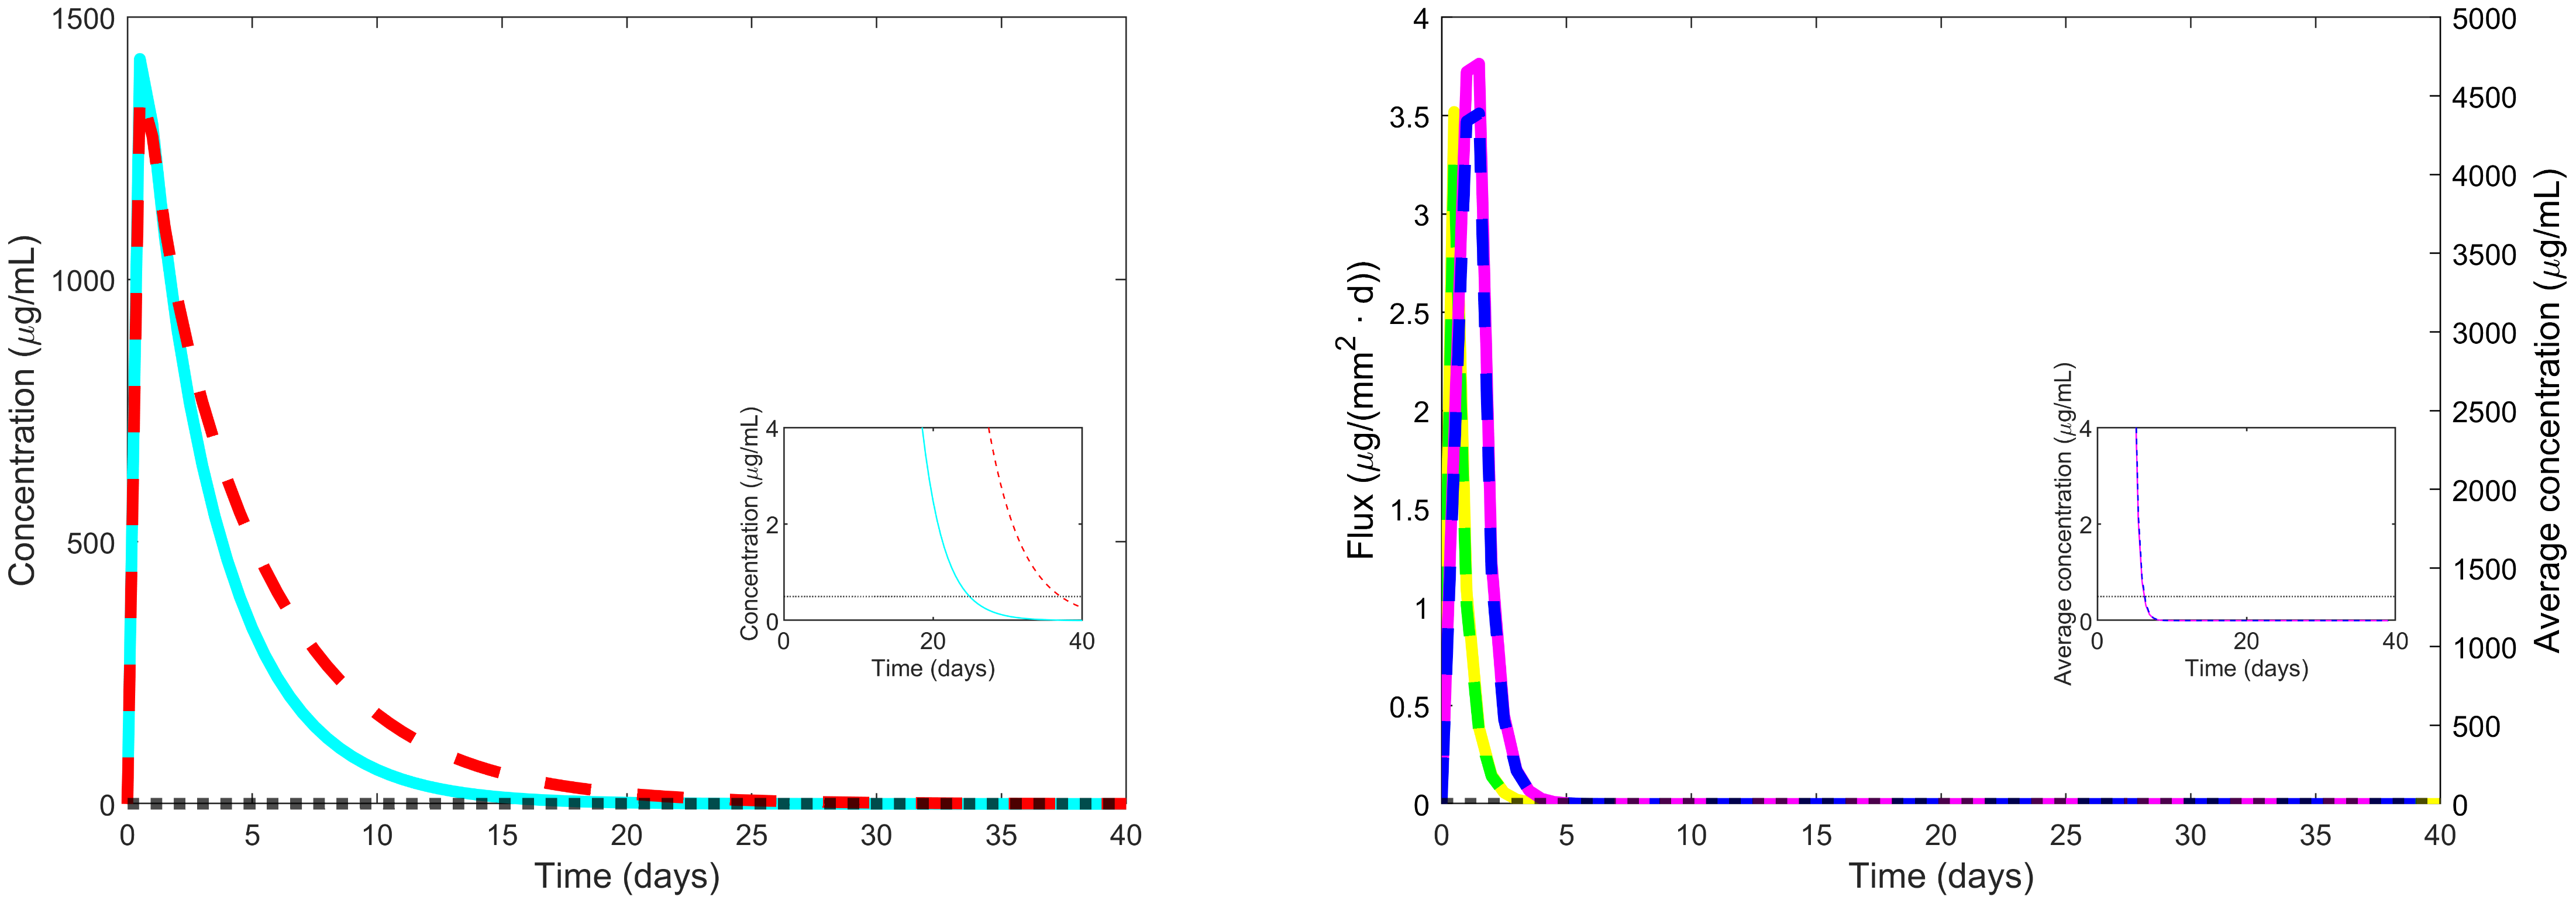 1500
1000
500
0
Concentration (μg/mL)
0 5 10 15 20 25 30 35 40
Time (days)
4
2
0
Concentration (μg/mL)
0 20 40
Time (days)
4
3.5
3
2.5
2
1.5
1
0.5
0
Flux (μg/(mm² · d))
0 5 10 15 20 25 30 35 40
Time (days)
4
2
0
Average concentration (μg/mL)
0 20 40
Time (days)
5000
4500
4000
3500
3000
2500
2000
1500
1000
500
0
Average concentration (μg/mL)